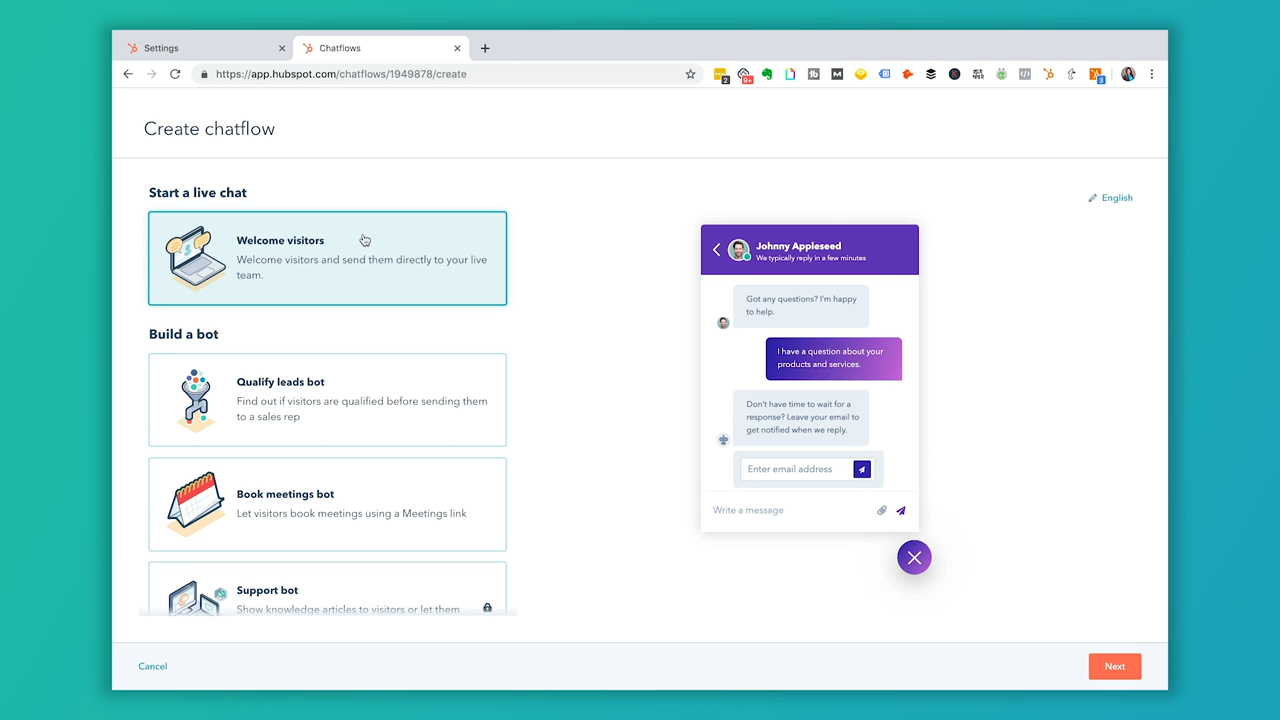 Settings
Chatflows
https://app.hubspot.com/chatflows/1949878/create
2
9+
3
Create chatflow
Start a live chat
English
Welcome visitors
Welcome visitors and send them directly to your live
team.
Build a bot
Qualify leads bot
Find out if visitors are qualified before sending them
to a sales rep
Book meetings bot
Let visitors book meetings using a Meetings link
Support bot
Show knowledge articles to visitors or let them
Johnny Appleseed
We typically reply in a few minutes
Got any questions? I'm happy
to help.
I have a question about your
products and services.
Don't have time to wait for a
response? Leave your email to
get notified when we reply.
Enter email address
Write a message
Cancel
Next